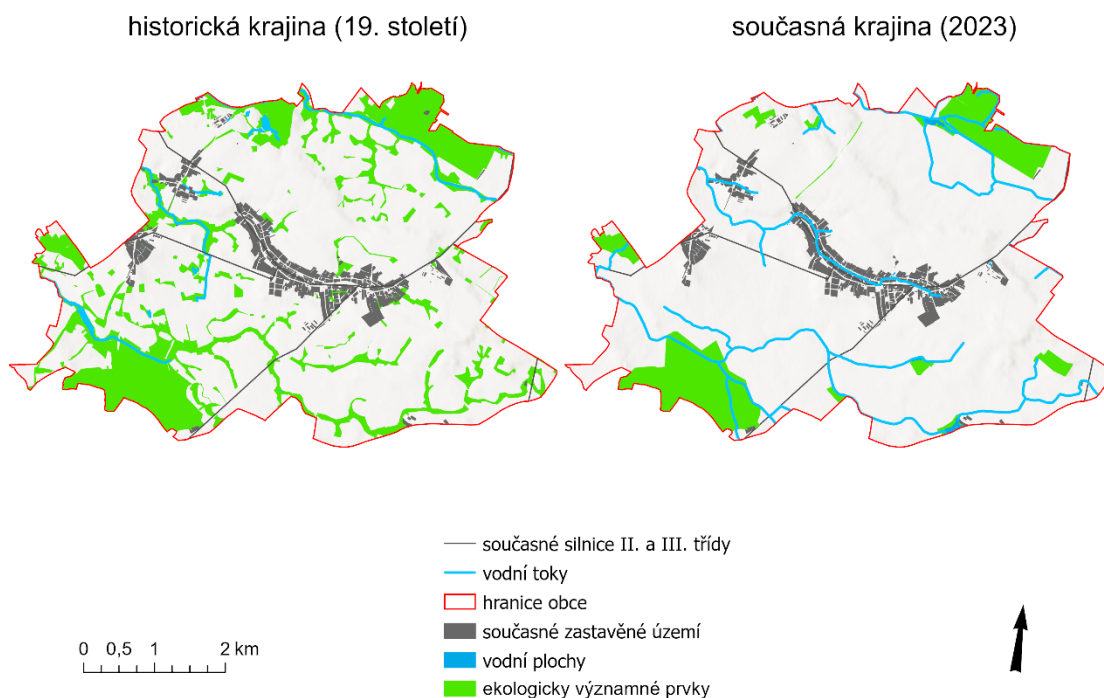 historická krajina (19. století)
současná krajina (2023)
současné silnice II. a III. třídy
vodní toky
hranice obce
současné zastavěné území
vodní plochy
ekologicky významné prvky
0 0,5 1 2 km